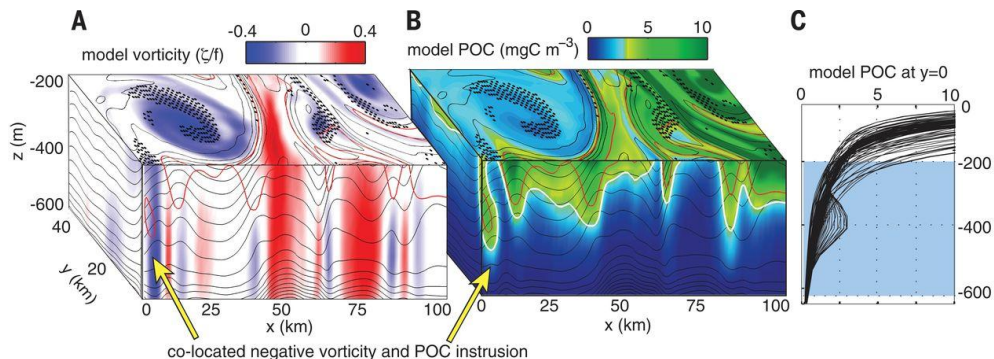 A
model vorticity (ζ/f)
-0.4 0 0.4
-200
-400
-600
z (m)
40
20
y (km)
0 25 50 75 100
x (km)
B
model POC (mgC m−3)
0 5 10
0 25 50 75 100
x (km)
co-located negative vorticity and POC instrusion
C
model POC at y=0
0 5 10
0
-200
-400
-600